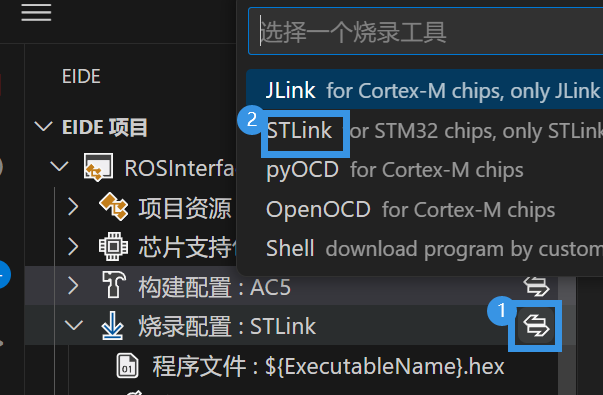 选择一个烧录工具
EIDE
JLink for Cortex-M chips, only JLink
2
EIDE 项目
STLink for STM32 chips, only STLink
ROSInterfa
pyOCD for Cortex-M chips
项目资源
OpenOCD for Cortex-M chips
芯片支持
Shell download program by custom
构建配置 : AC5
1
烧录配置 : STLink
程序文件 : ${ExecutableName}.hex